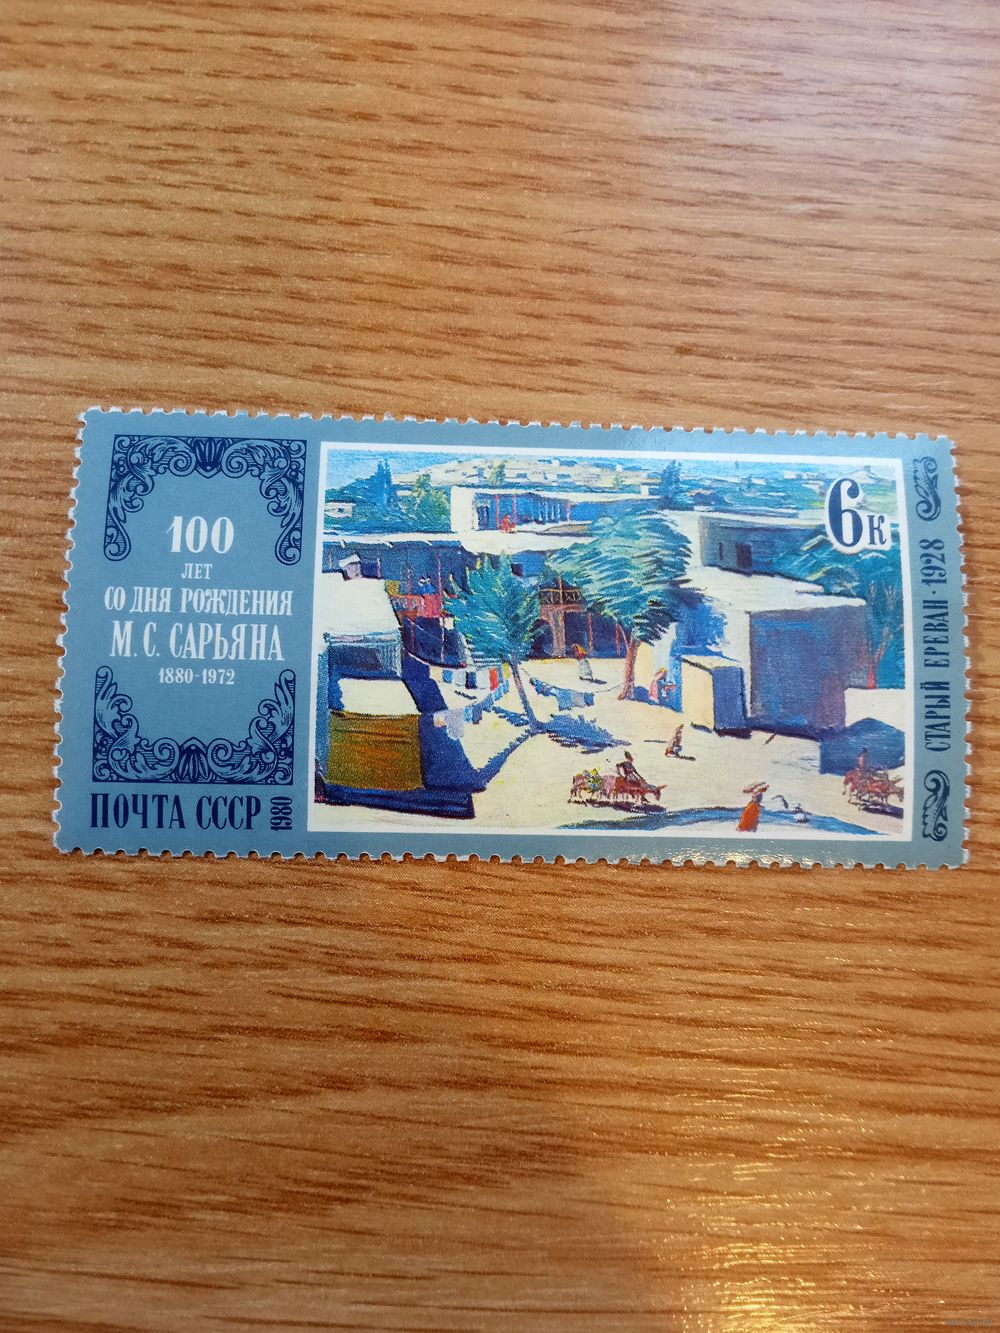 100
ЛЕТ
СО ДНЯ РОЖДЕНИЯ
М.С. САРЬЯНА
1880-1972
ПОЧТА СССР
1980
6к
СТАРЫЙ ЕРЕВАН·1928